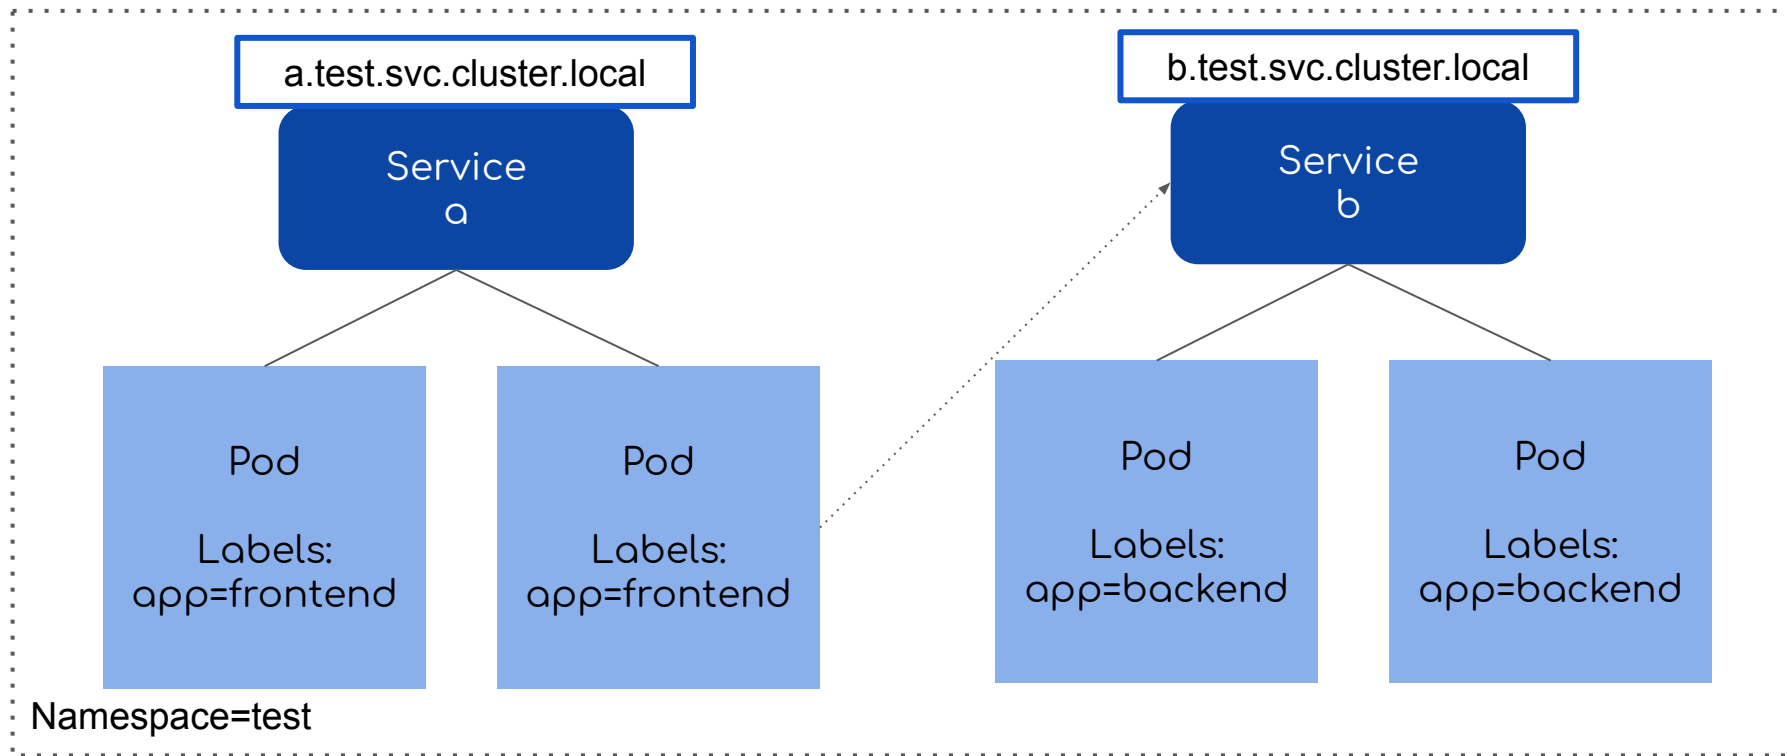 a.test.svc.cluster.local
Service
a
Pod
Labels:
app=frontend
Pod
Labels:
app=frontend
b.test.svc.cluster.local
Service
b
Pod
Labels:
app=backend
Pod
Labels:
app=backend
Namespace=test